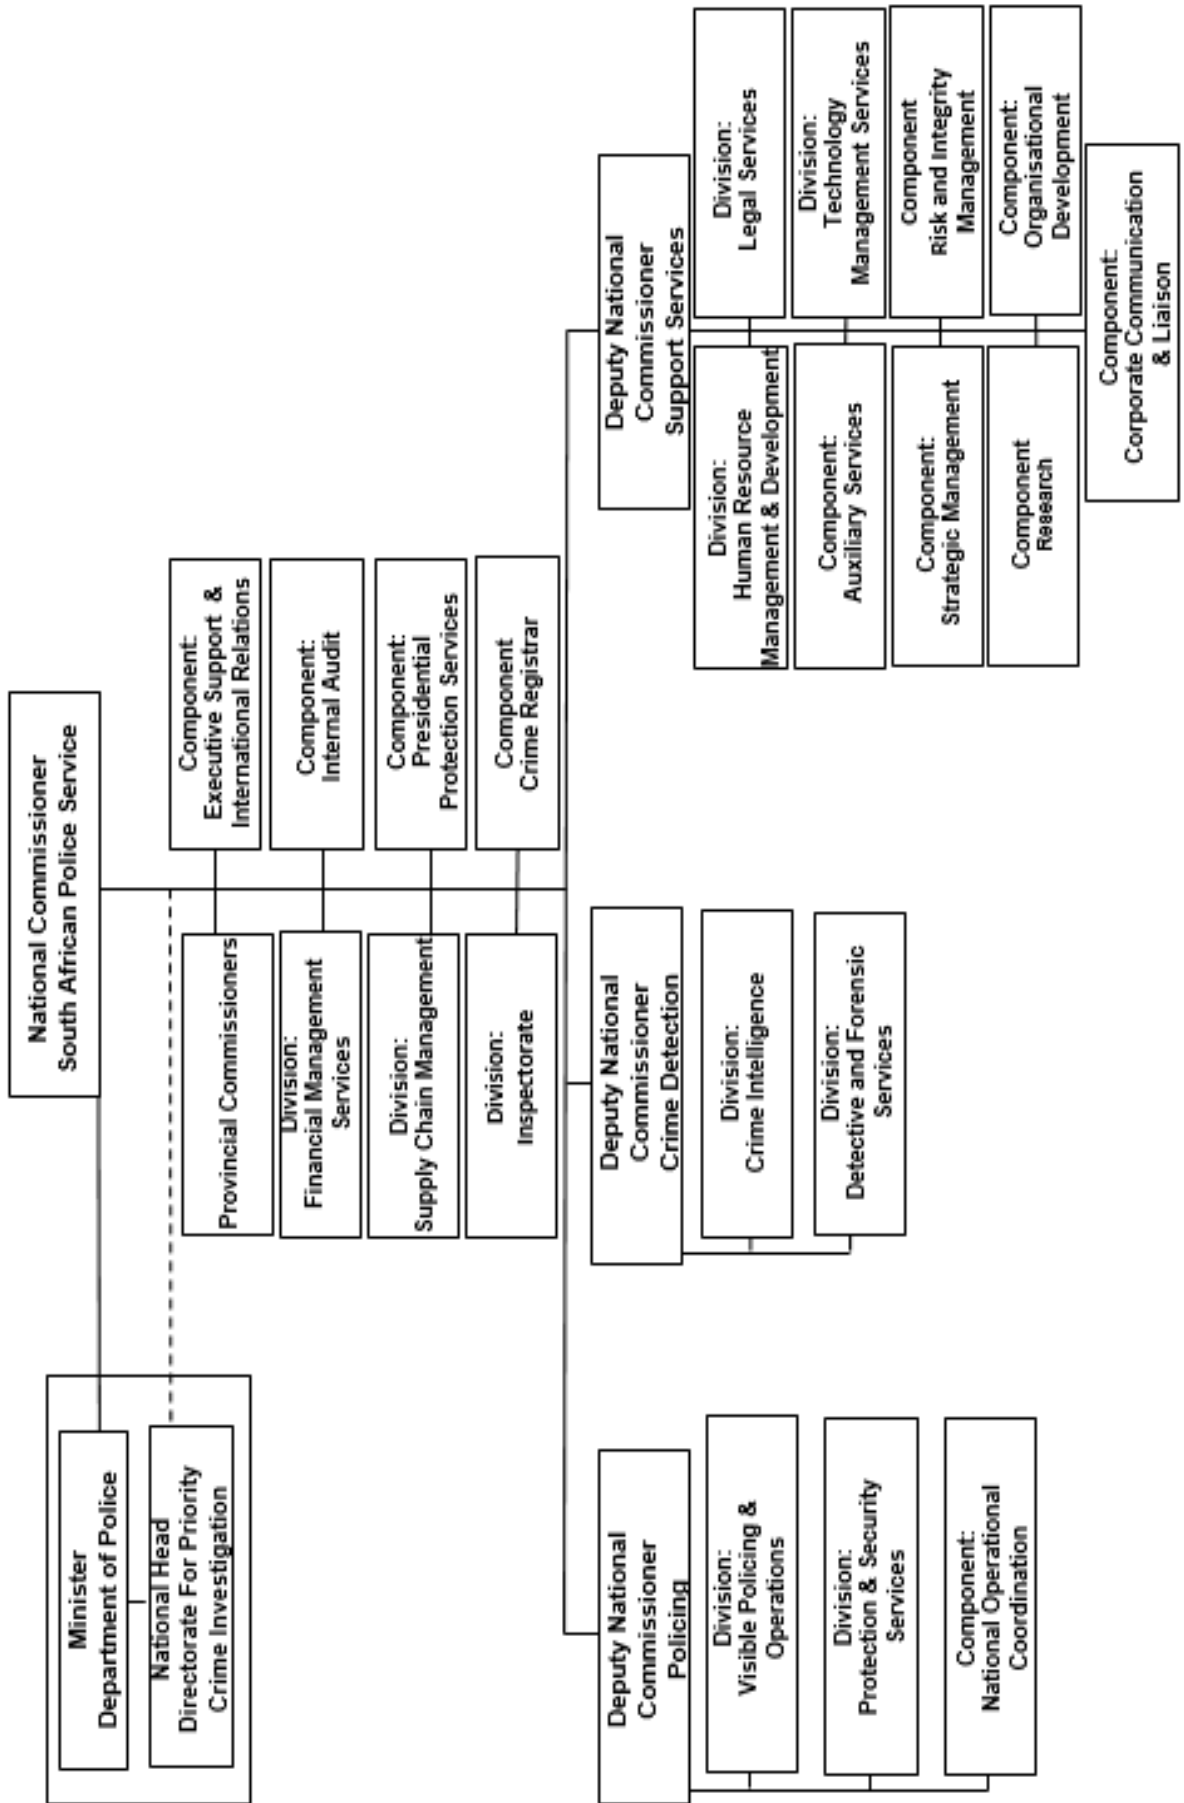 Minister
Department of Police
National Head
Directorate For Priority
Crime Investigation
National Commissioner
South African Police Service
Provincial Commissioners
Component:
Executive Support &
International Relations
Division:
Financial Management
Services
Component:
Internal Audit
Division:
Supply Chain Management
Component:
Presidential
Protection Services
Division:
Inspectorate
Component
Crime Registrar
Deputy National
Commissioner
Policing
Division:
Visible Policing &
Operations
Division:
Protection & Security
Services
Component:
National Operational
Coordination
Deputy National
Commissioner
Crime Detection
Division:
Crime Intelligence
Division:
Detective and Forensic
Services
Deputy National
Commissioner
Support Services
Division:
Human Resource
Management & Development
Division:
Legal Services
Component:
Auxiliary Services
Division:
Technology
Management Services
Component:
Strategic Management
Component
Risk and Integrity
Management
Component
Research
Component:
Organisational
Development
Component:
Corporate Communication
& Liaison